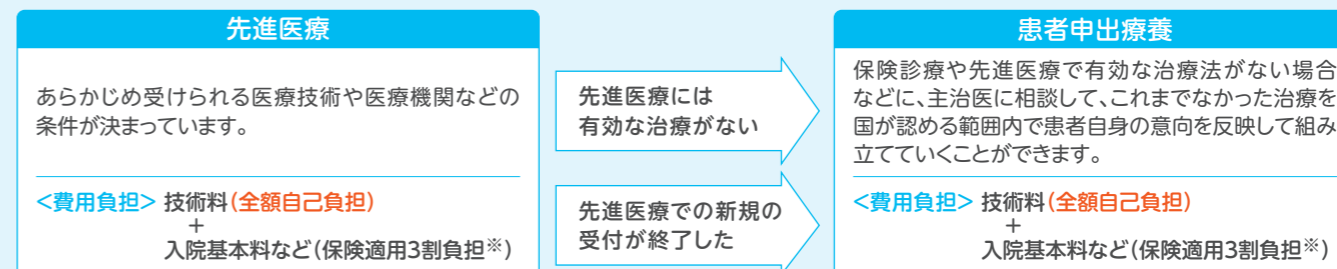 先進医療
あらかじめ受けられる医療技術や医療機関などの
条件が決まっています。
<費用負担> 技術料(全額自己負担)
+
入院基本料など(保険適用3割負担※)
先進医療には
有効な治療がない
先進医療での新規の
受付が終了した
患者申出療養
保険診療や先進医療で有効な治療法がない場合
などに、主治医に相談して、これまでなかった治療を
国が認める範囲内で患者自身の意向を反映して組み
立てていくことができます。
<費用負担> 技術料(全額自己負担)
+
入院基本料など(保険適用3割負担※)